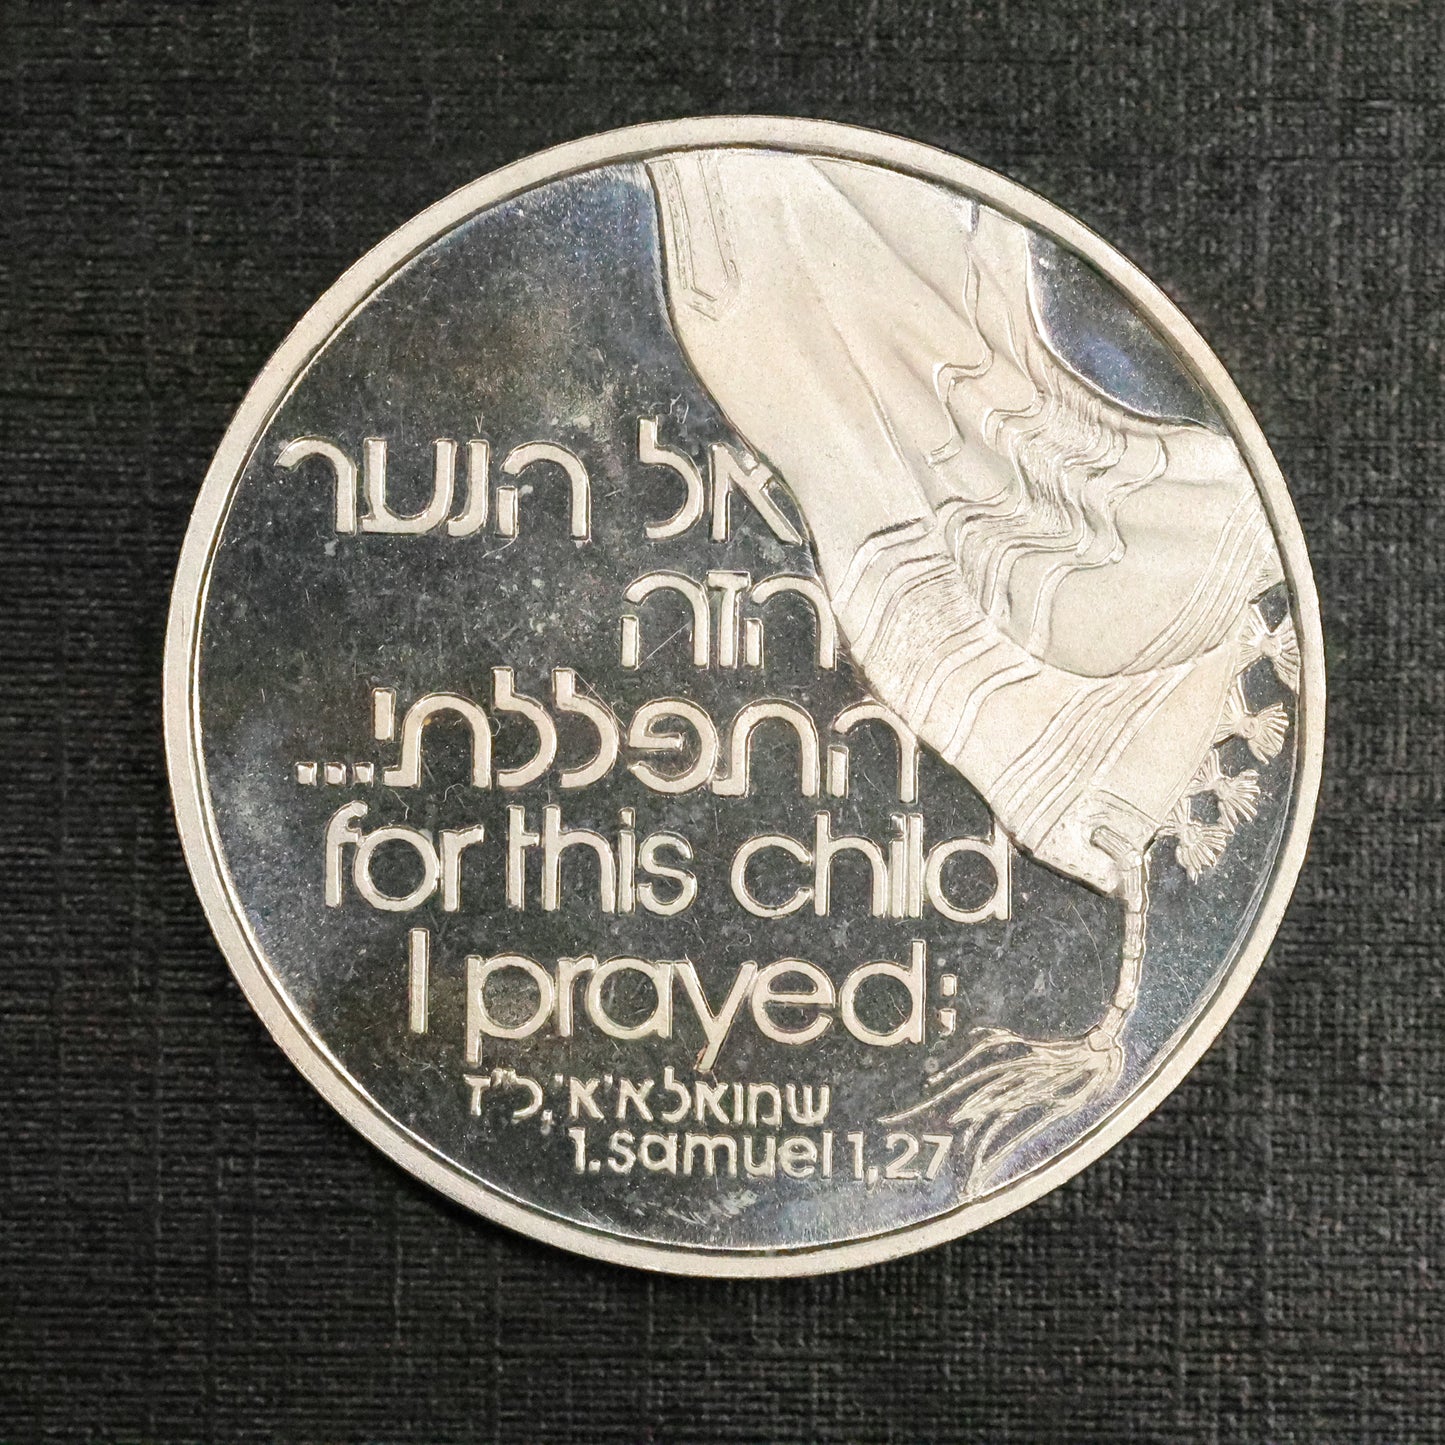 אל הנער
הזה
התפללתי...
for this child
I prayed;
שמואל א׳ א׳, כ״ז
1. samuel 1, 27